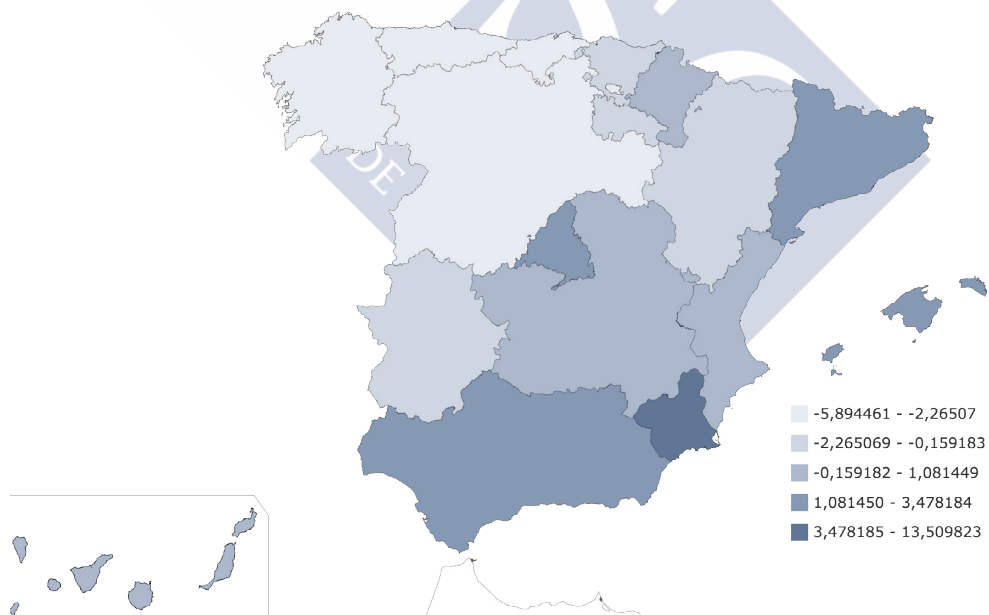 DE
-5,894461 - -2,26507
-2,265069 - -0,159183
-0,159182 - 1,081449
1,081450 - 3,478184
3,478185 - 13,509823